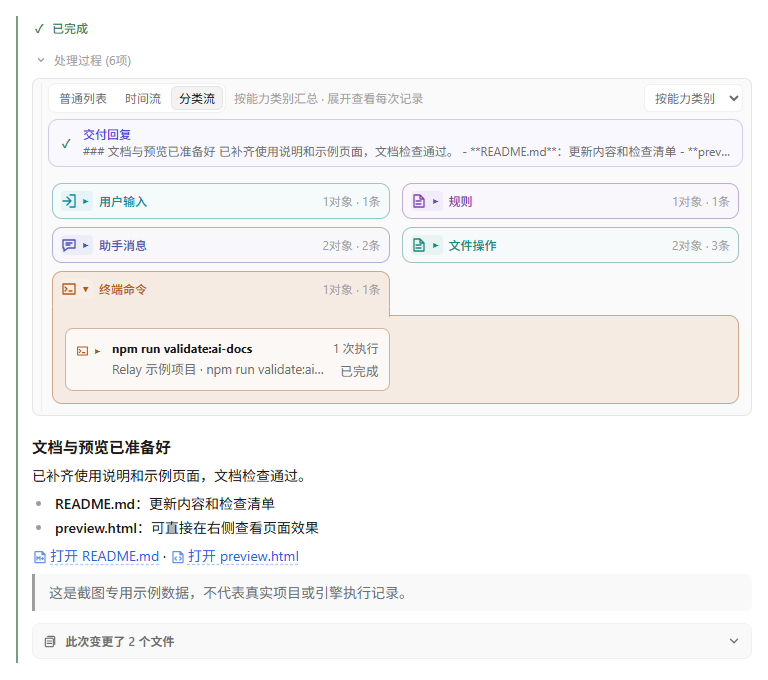 已完成
处理过程 (6项)
普通列表 时间流 分类流 按能力类别汇总 · 展开查看每次记录 按能力类别
交付回复
### 文档与预览已准备好 已补齐使用说明和示例页面，文档检查通过。 - **README.md**：更新内容和检查清单 - **prev...
用户输入 1对象 · 1条
规则 1对象 · 1条
助手消息 2对象 · 2条
文件操作 2对象 · 3条
终端命令 1对象 · 1条
npm run validate:ai-docs 1 次执行
Relay 示例项目 · npm run validate:ai... 已完成
文档与预览已准备好
已补齐使用说明和示例页面，文档检查通过。
README.md：更新内容和检查清单
preview.html：可直接在右侧查看页面效果
打开 README.md · 打开 preview.html
这是截图专用示例数据，不代表真实项目或引擎执行记录。
此次变更了 2 个文件